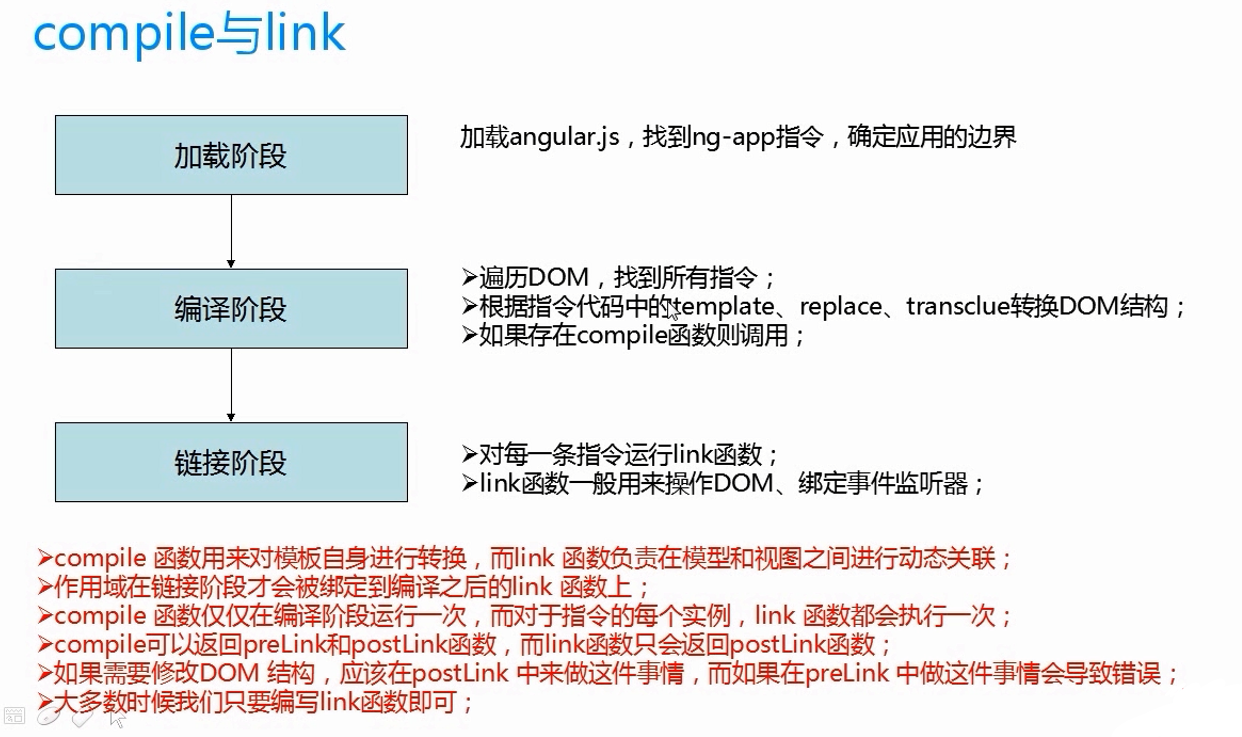 compile与link
加载阶段
加载angular.js，找到ng-app指令，确定应用的边界
编译阶段
➢遍历DOM，找到所有指令；
➢根据指令代码中的template、replace、transclue转换DOM结构；
➢如果存在compile函数则调用；
链接阶段
➢对每一条指令运行link函数；
➢link函数一般用来操作DOM、绑定事件监听器；
➢compile 函数用来对模板自身进行转换，而link 函数负责在模型和视图之间进行动态关联；
➢作用域在链接阶段才会被绑定到编译之后的link 函数上；
➢compile 函数仅仅在编译阶段运行一次，而对于指令的每个实例，link 函数都会执行一次；
➢compile可以返回preLink和postLink函数，而link函数只会返回postLink函数；
➢如果需要修改DOM 结构，应该在postLink 中来做这件事情，而如果在preLink 中做这件事情会导致错误；
➢大多数时候我们只要编写link函数即可；